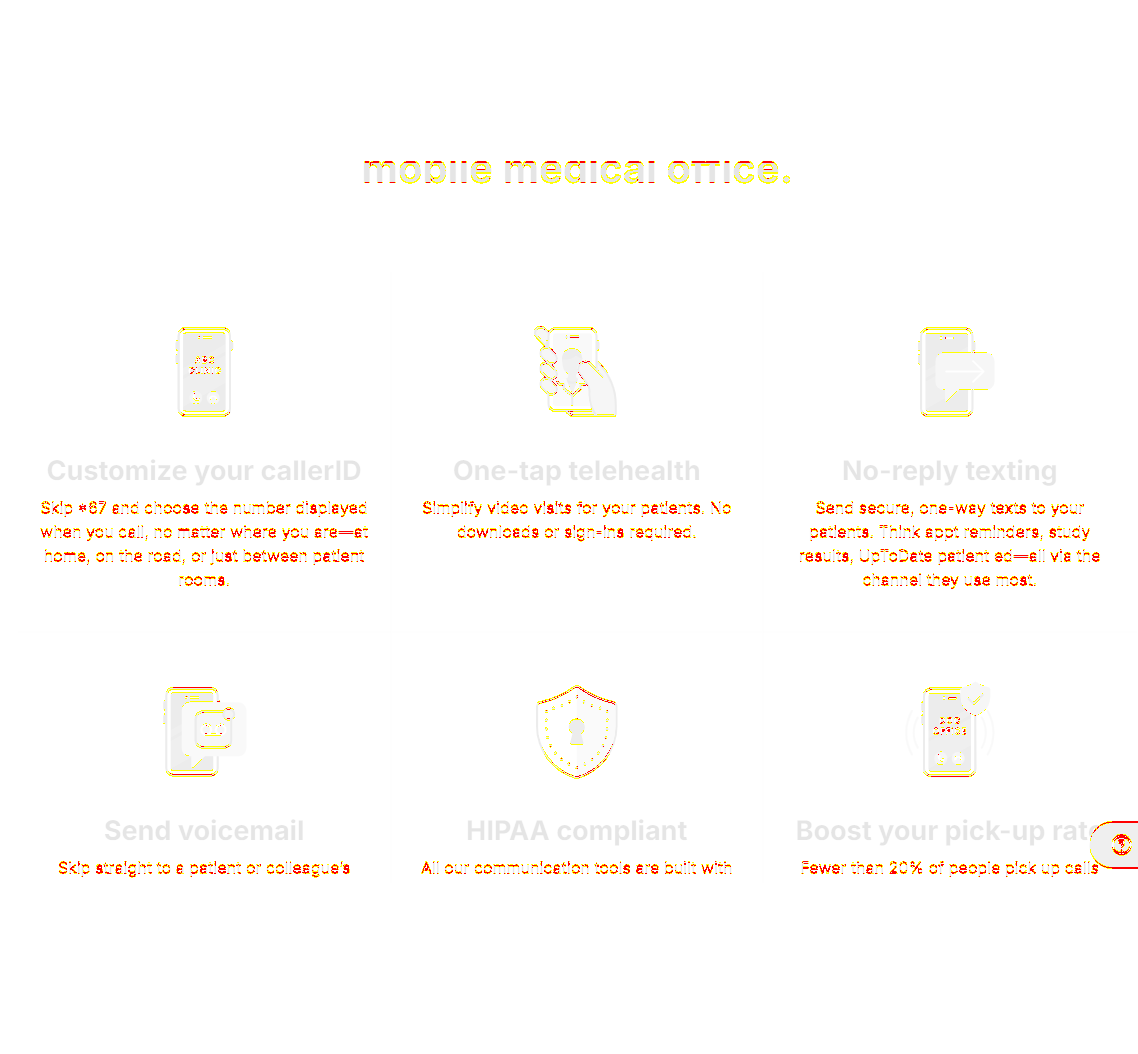 mobile medical office.
Customize your callerID
One-tap telehealth
No-reply texting
Skip *67 and choose the number displayed
when you call, no matter where you are—at
home, on the road, or just between patient
rooms.
Simplify video visits for your patients. No
downloads or sign-ins required.
Send secure, one-way texts to your
patients. Think appt reminders, study
results, UpToDate patient ed—all via the
channel they use most.
Send voicemail
HIPAA compliant
Boost your pick-up rate
Skip straight to a patient or colleague's
All our communication tools are built with
Fewer than 20% of people pick up calls